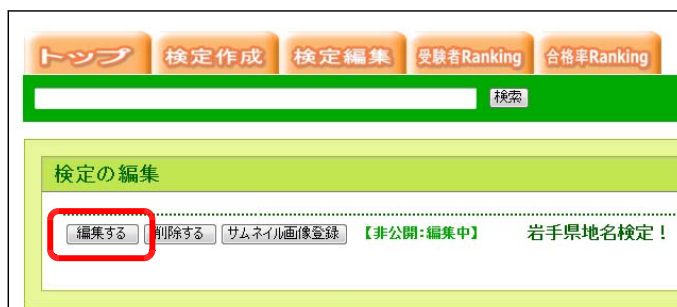 トップ 検定作成 検定編集 受験者Ranking 合格率Ranking
検索
検定の編集
編集する 削除する サムネイル画像登録 【非公開：編集中】 岩手県地名検定！